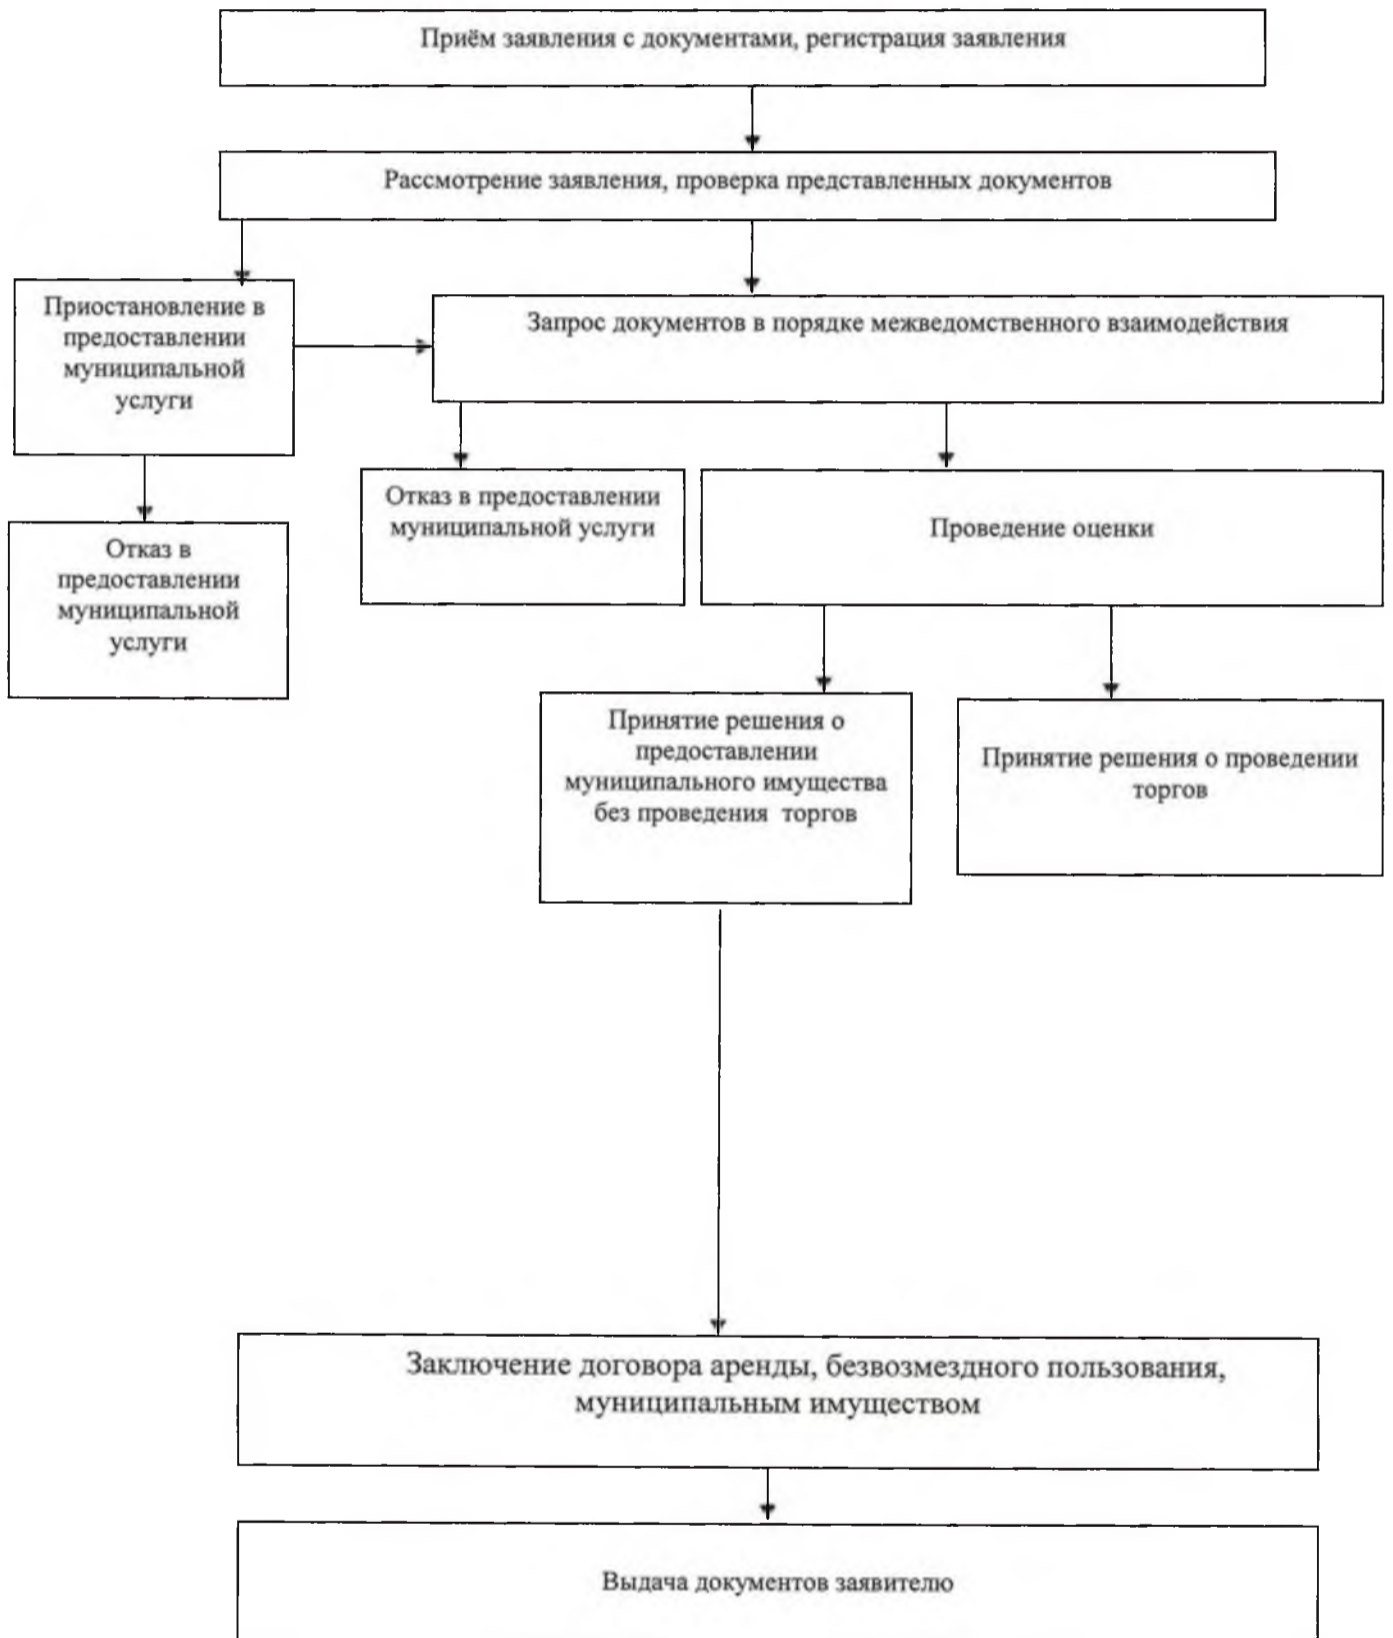 Приём заявления с документами, регистрация заявления
Рассмотрение заявления, проверка представленных документов
Приостановление в
предоставлении
муниципальной
услуги
Запрос документов в порядке межведомственного взаимодействия
Отказ в предоставлении
муниципальной услуги
Проведение оценки
Отказ в
предоставлении
муниципальной
услуги
Принятие решения о
предоставлении
муниципального имущества
без проведения торгов
Принятие решения о проведении
торгов
Заключение договора аренды, безвозмездного пользования,
муниципальным имуществом
Выдача документов заявителю